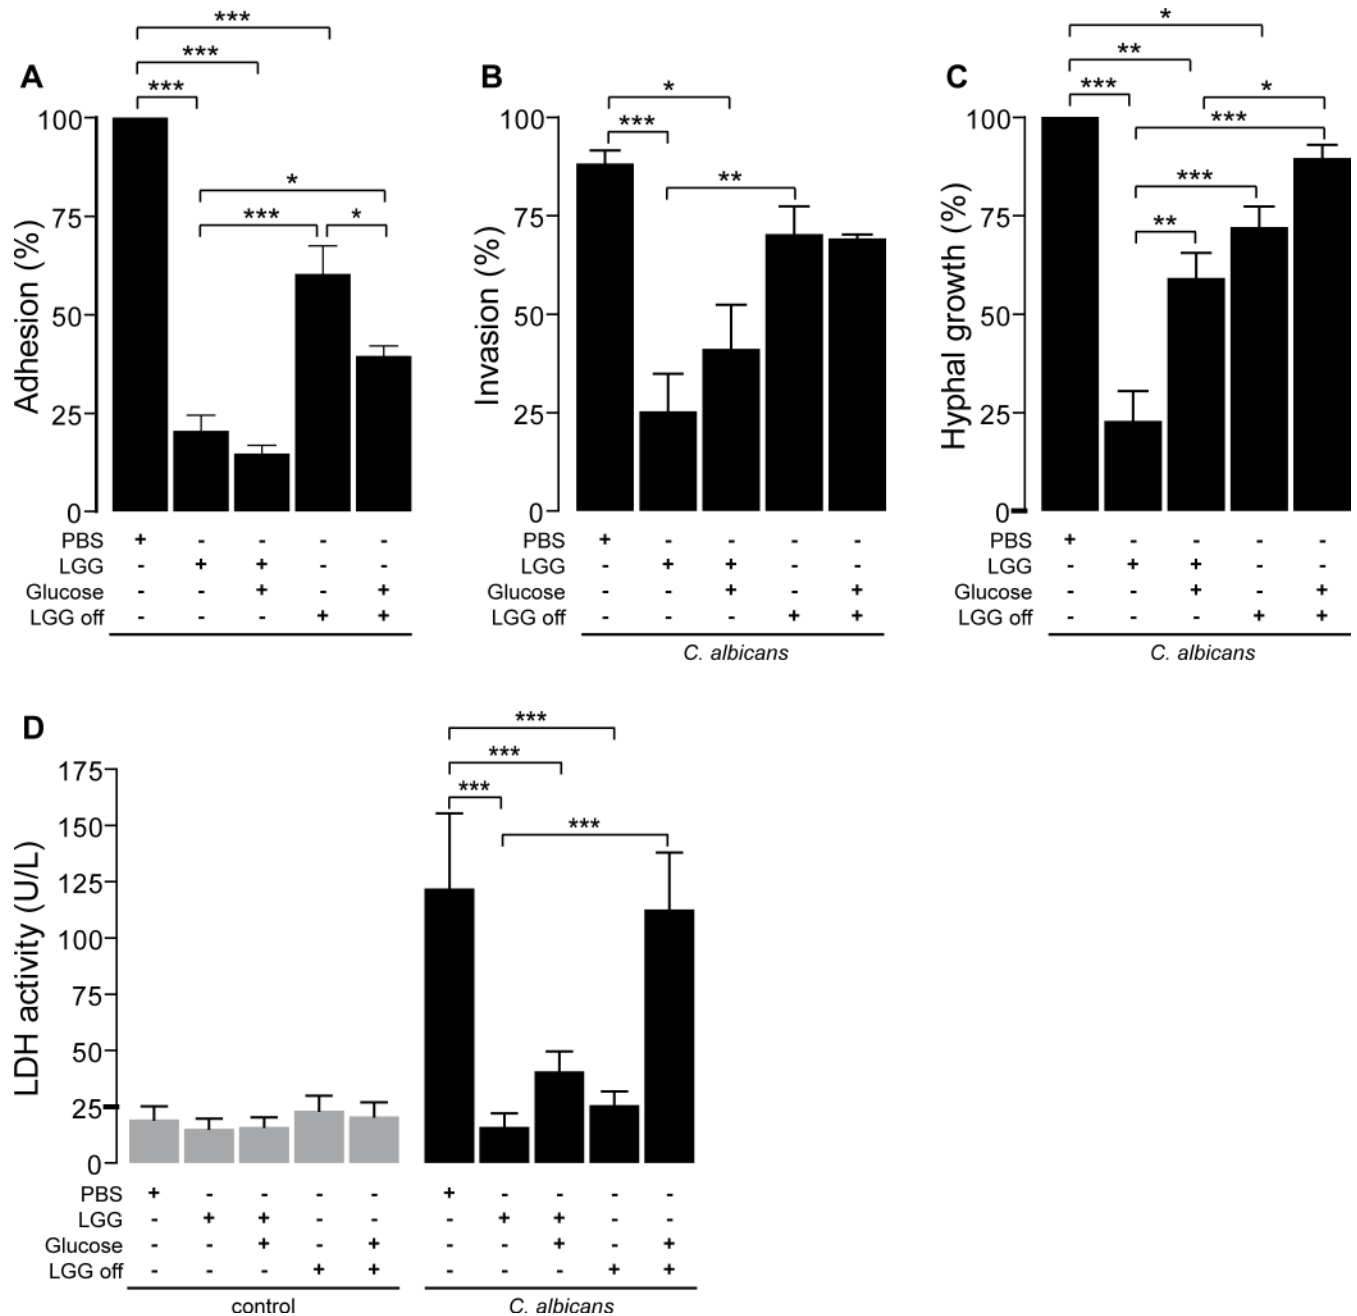 A
***
***
***
*
***
*
100
75
50
25
0
Adhesion (%)
PBS + - - - -
LGG - + + - -
Glucose - - + - +
LGG off - - - + +
B
*
***
**
100
75
50
25
0
Invasion (%)
PBS + - - - -
LGG - + + - -
Glucose - - + - +
LGG off - - - + +
C. albicans
C
*
**
***
*
***
***
**
100
75
50
25
0
Hyphal growth (%)
PBS + - - - -
LGG - + + - -
Glucose - - + - +
LGG off - - - + +
C. albicans
D
***
***
***
***
175
150
125
100
75
50
25
0
LDH activity (U/L)
PBS + - - - - + - - - -
LGG - + + - - - + + - -
Glucose - - + - + - - + - +
LGG off - - - + + - - - + +
control C. albicans